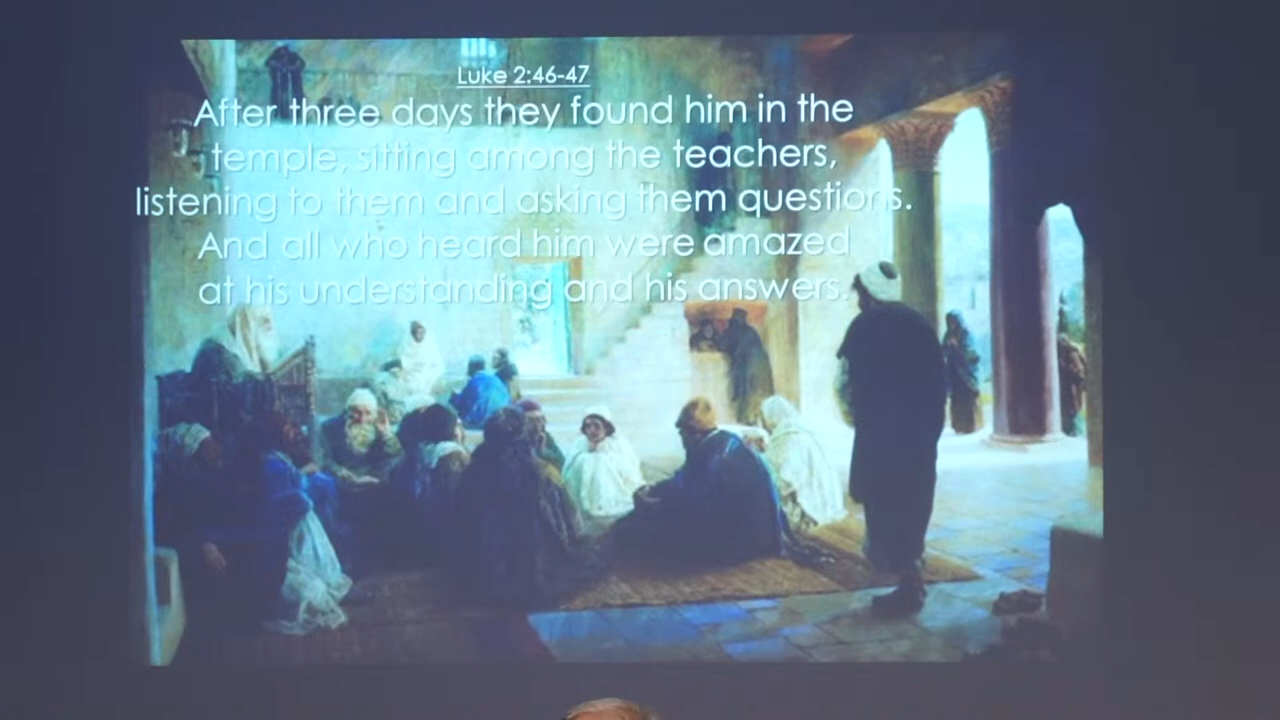 Luke 2:46-47
After three days they found him in the
temple, sitting among the teachers,
listening to them and asking them questions.
And all who heard him were amazed
at his understanding and his answers.